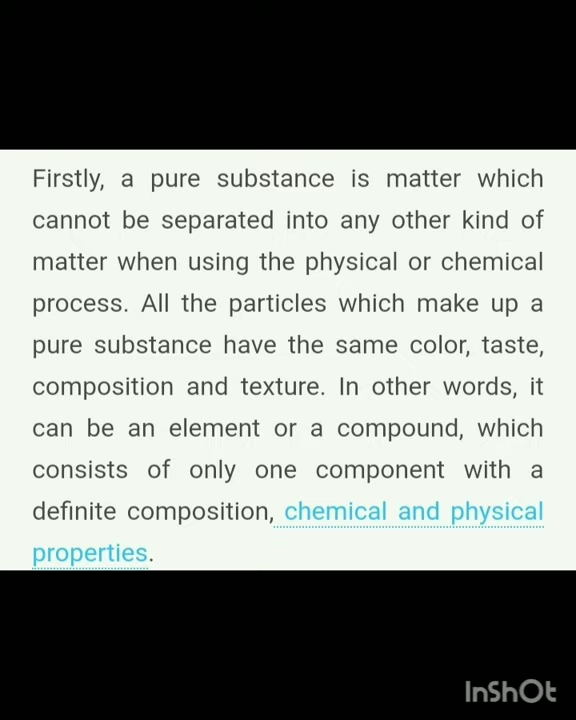 Firstly, a pure substance is matter which
cannot be separated into any other kind of
matter when using the physical or chemical
process. All the particles which make up a
pure substance have the same color, taste,
composition and texture. In other words, it
can be an element or a compound, which
consists of only one component with a
definite composition, chemical and physical
properties.
InShOt